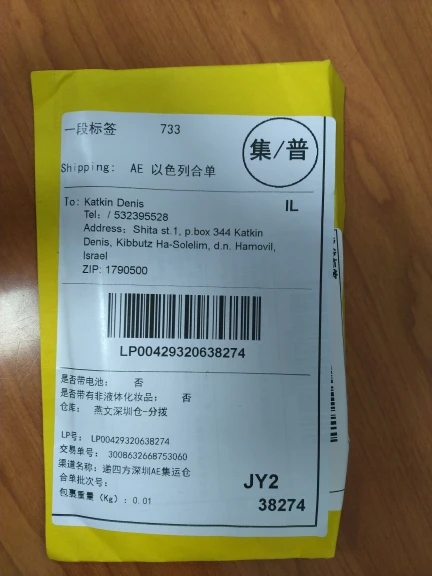 一段标签 733
集/普
Shipping: AE 以色列合单
To: Katkin Denis
IL
Tel: / 532395528
Address: Shita st.1, p.box 344 Katkin
Denis, Kibbutz Ha-Solelim, d.n. Hamovil,
Israel
ZIP: 1790500
LP00429320638274
是否带电池: 否
是否带有非液体化妆品: 否
仓库: 燕文深圳仓-分拨
LP号: LP00429320638274
交易单号: 3008632668753060
渠道名称: 递四方深圳AE集运仓
合单批次号:
包裹重量(Kg): 0.01
JY2
38274